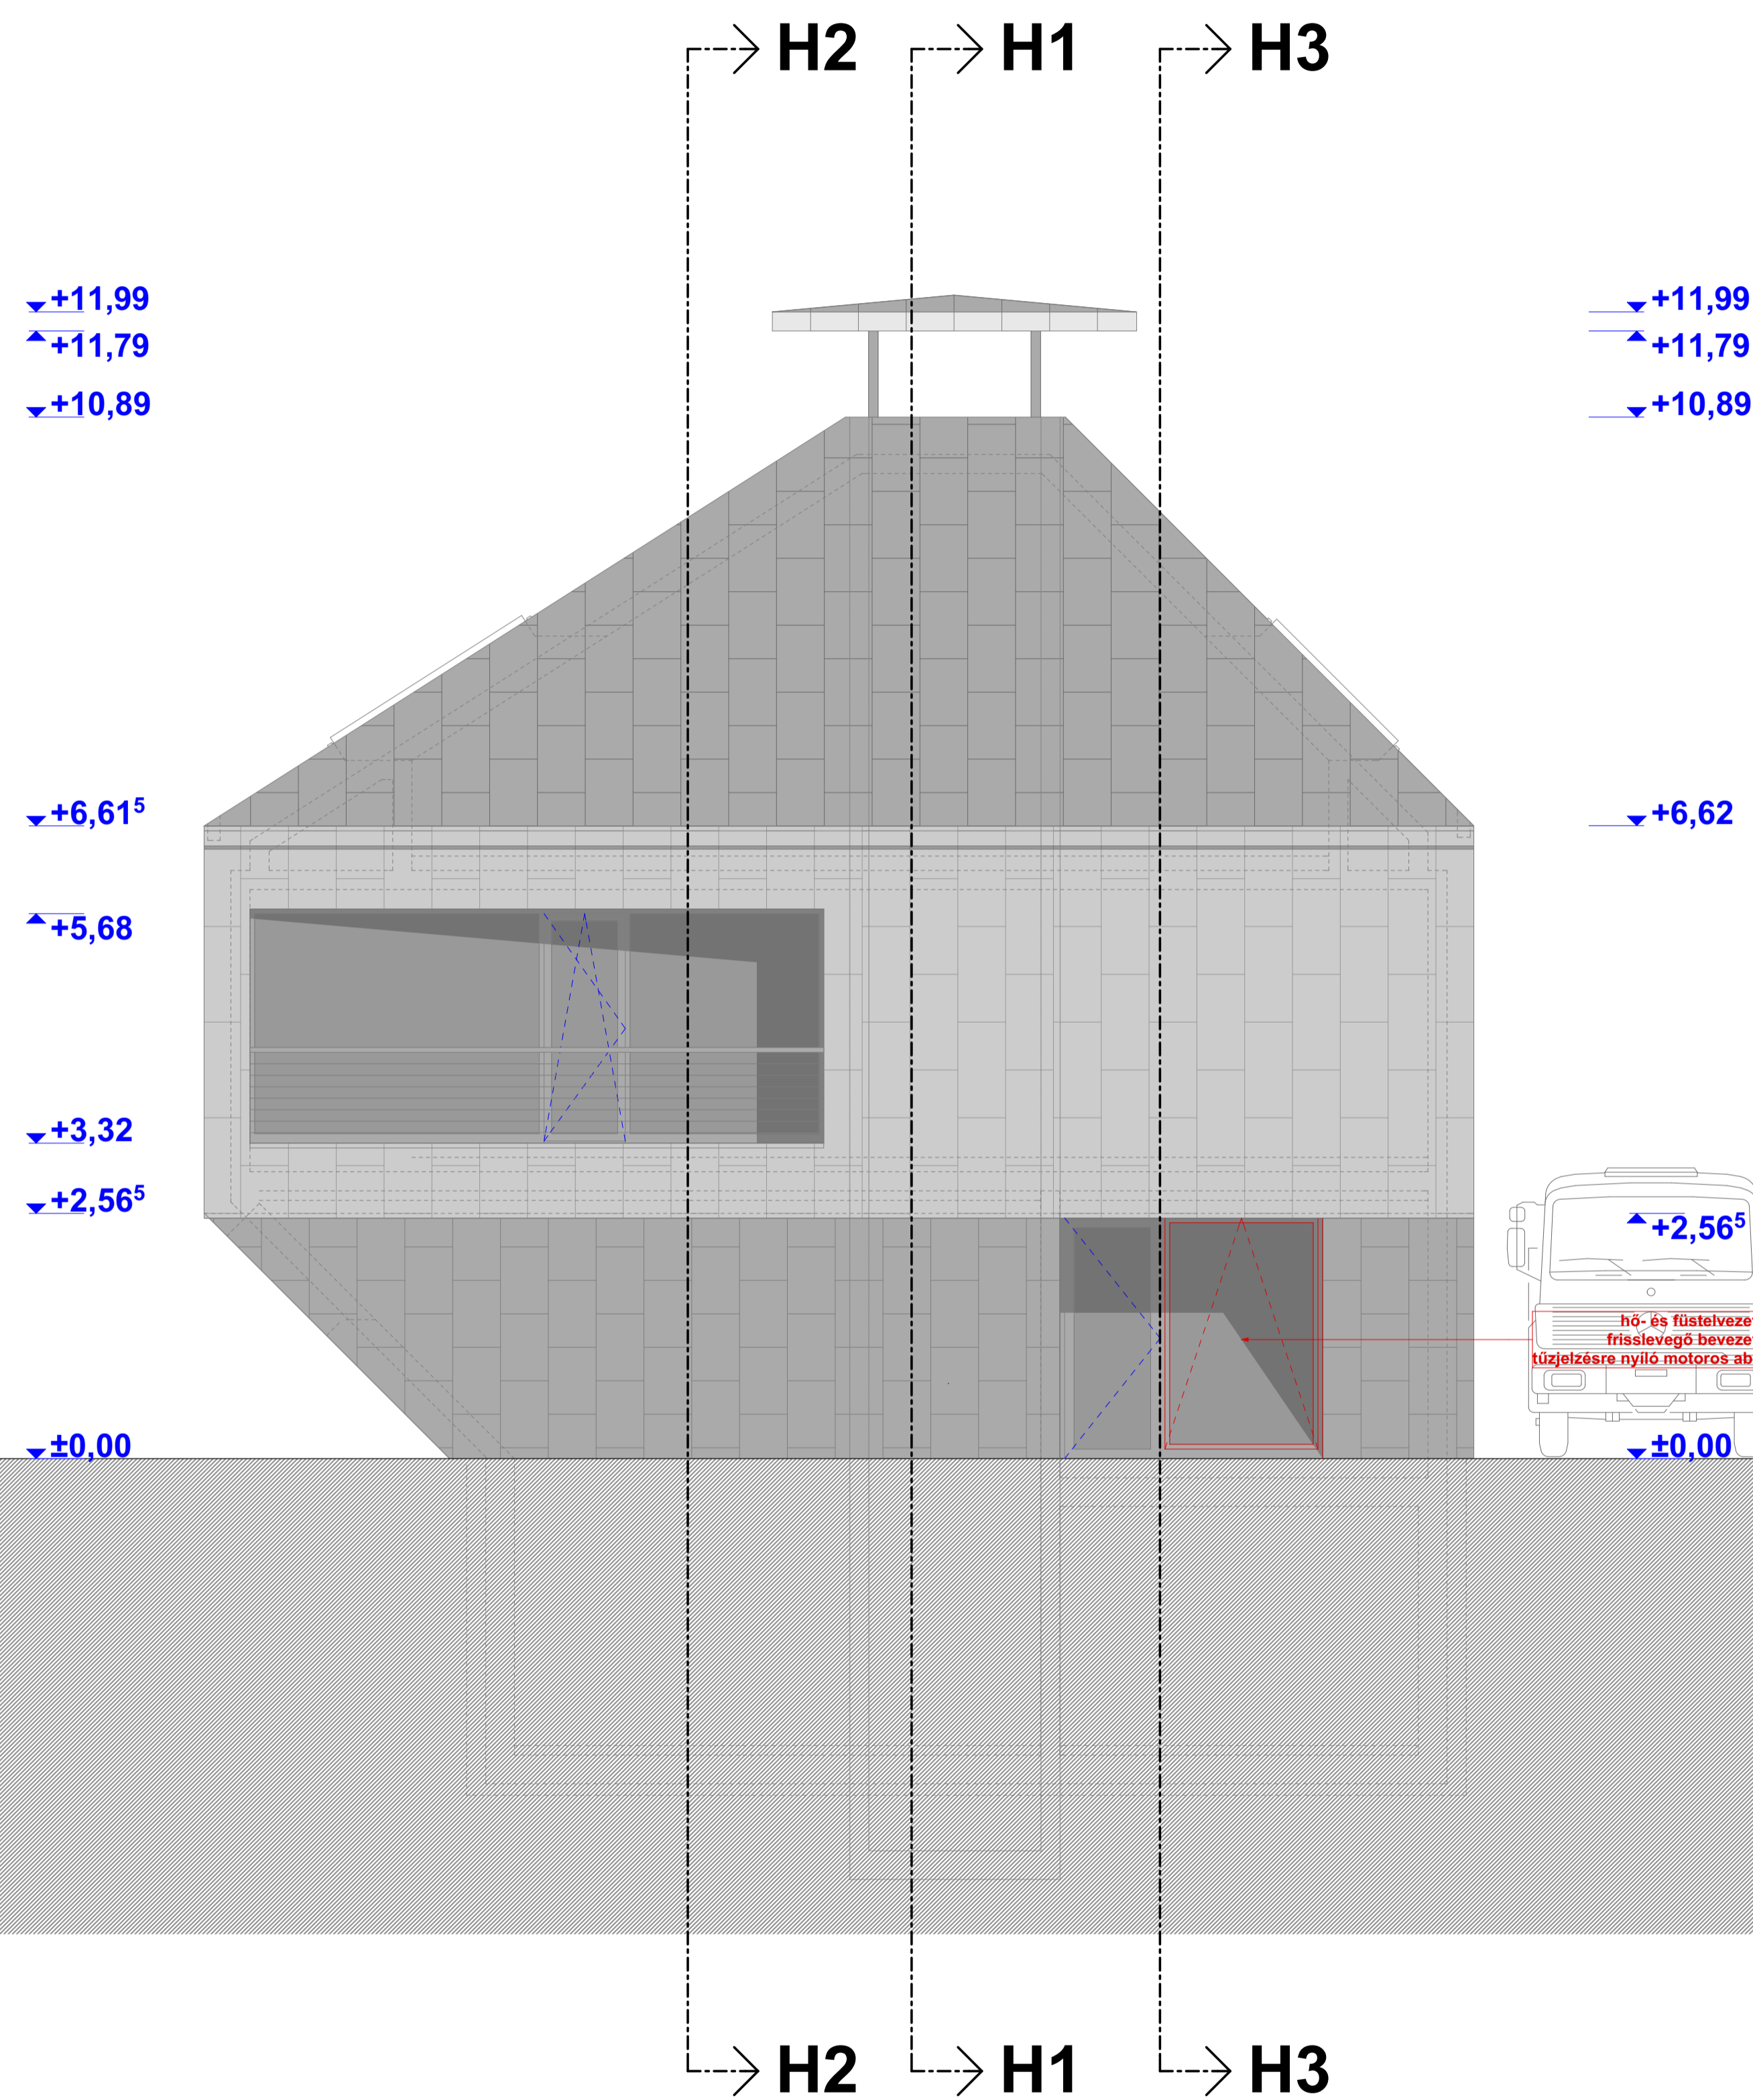 H2 H1 H3
+11,99 +11,99
+11,79 +11,79
+10,89 +10,89
+6,61⁵ +6,62
+5,68
+3,32
+2,56⁵ +2,56⁵
hő- és füstelveze
frisslevegő beveze
tűzjelzésre nyíló motoros ab
±0,00 ±0,00
H2 H1 H3